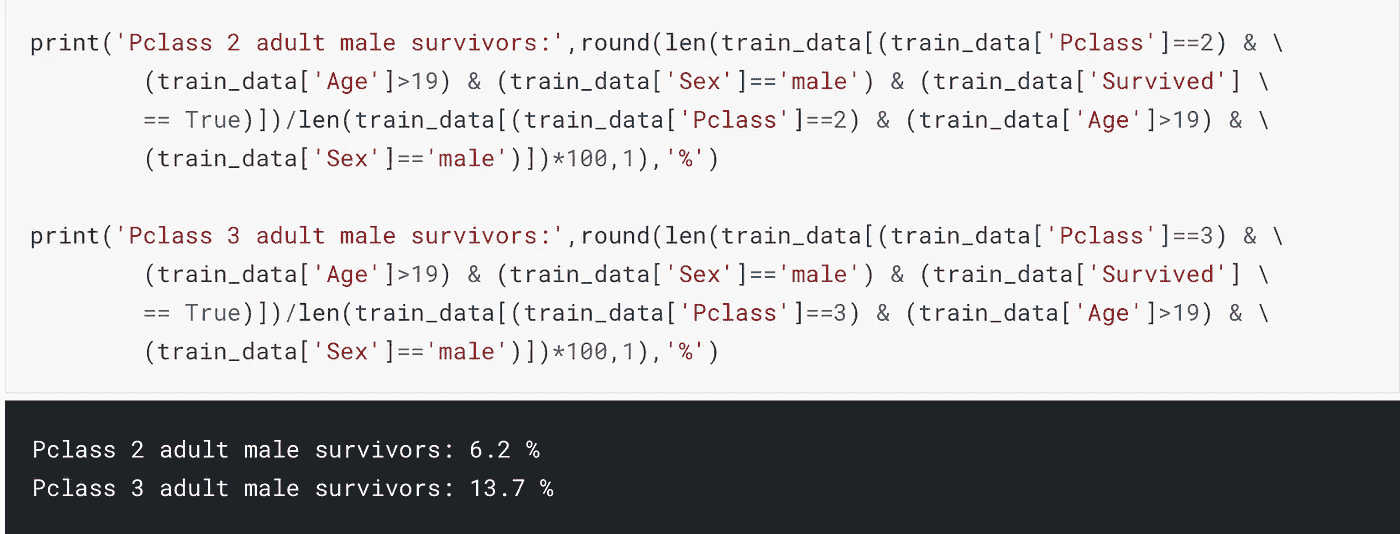 print('Pclass 2 adult male survivors:',round(len(train_data[(train_data['Pclass']==2) & \
(train_data['Age']>19) & (train_data['Sex']=='male') & (train_data['Survived'] \
== True)])/len(train_data[(train_data['Pclass']==2) & (train_data['Age']>19) & \
(train_data['Sex']=='male')])*100,1),'%')
print('Pclass 3 adult male survivors:',round(len(train_data[(train_data['Pclass']==3) & \
(train_data['Age']>19) & (train_data['Sex']=='male') & (train_data['Survived'] \
== True)])/len(train_data[(train_data['Pclass']==3) & (train_data['Age']>19) & \
(train_data['Sex']=='male')])*100,1),'%')
Pclass 2 adult male survivors: 6.2 %
Pclass 3 adult male survivors: 13.7 %